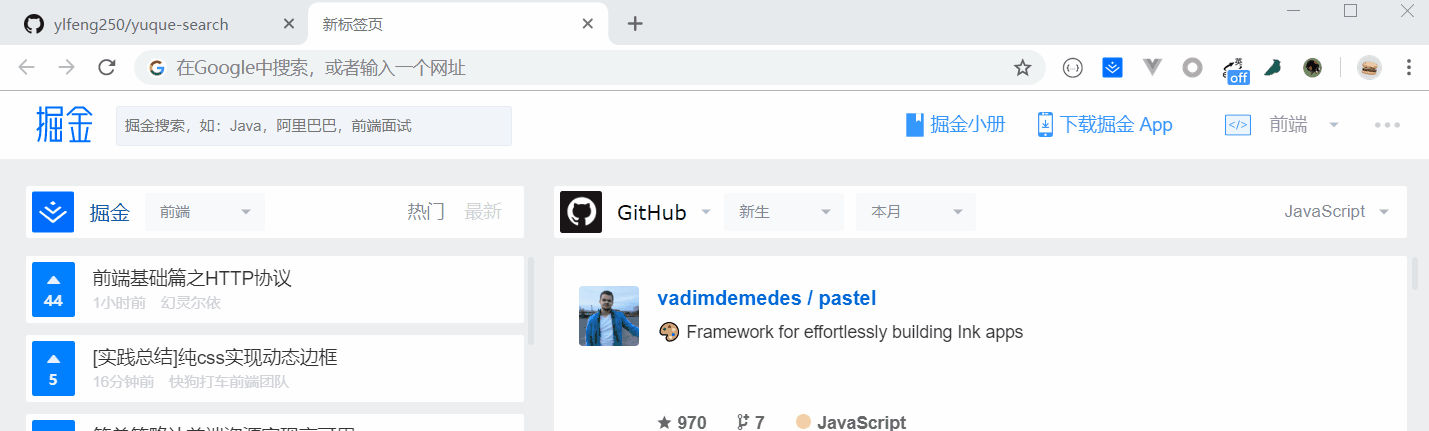 ylfeng250/yuque-search
新标签页
在Google中搜索，或者输入一个网址
英
off
掘金
掘金搜索，如：Java，阿里巴巴，前端面试
掘金小册
下载掘金 App
</>
前端
掘金
前端
热门
最新
GitHub
新生
本月
JavaScript
44
前端基础篇之HTTP协议
1小时前 幻灵尔依
5
[实践总结]纯css实现动态边框
16分钟前 快狗打车前端团队
vadimdemedes / pastel
Framework for effortlessly building Ink apps
970
7
JavaScript